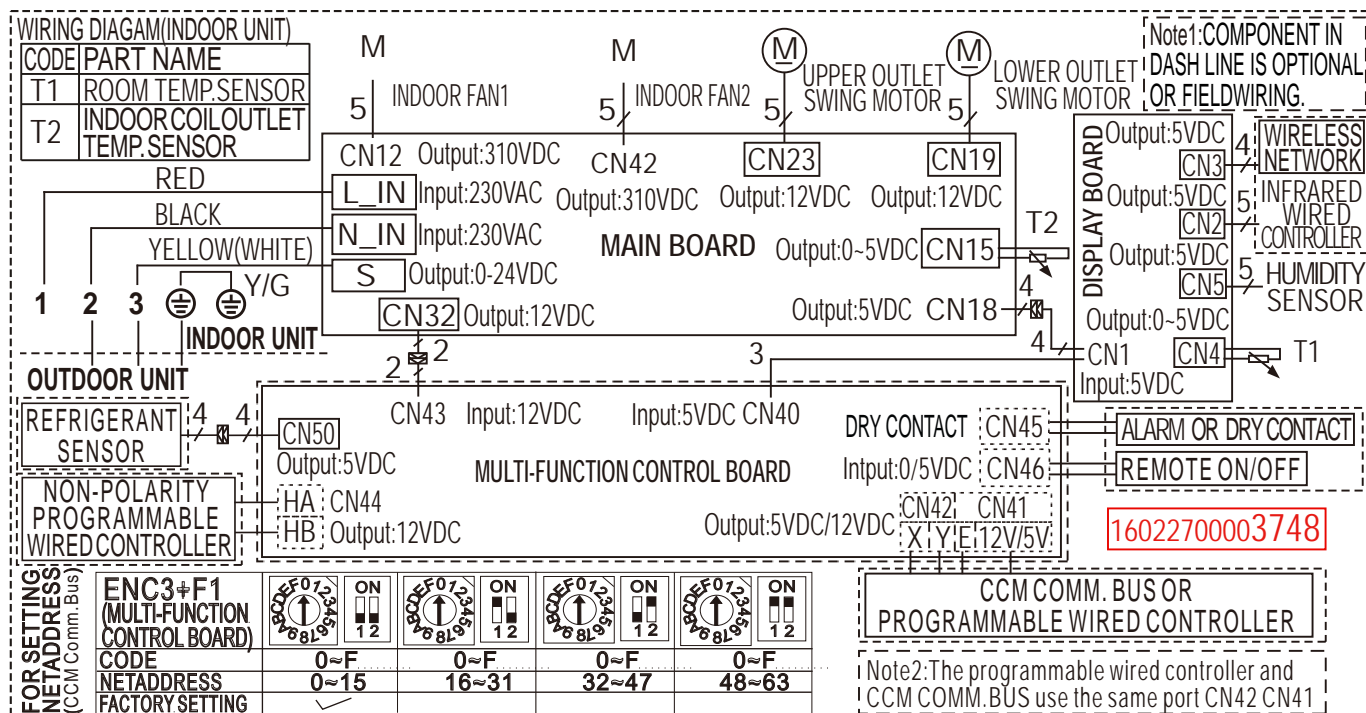 WIRING DIAGAM(INDOOR UNIT)
CODE PART NAME
T1 ROOM TEMP.SENSOR
T2 INDOOR COIL OUTLET
TEMP. SENSOR
M
5
INDOOR FAN1
M
5
INDOOR FAN2
M
5
UPPER OUTLET
SWING MOTOR
M
5
LOWER OUTLET
SWING MOTOR
Note1:COMPONENT IN
DASH LINE IS OPTIONAL
OR FIELDWIRING.
CN12 Output:310VDC
CN42
Output:310VDC
CN23
Output:12VDC
CN19
Output:12VDC
RED
L_IN Input:230VAC
BLACK
N_IN Input:230VAC
YELLOW(WHITE)
S Output:0-24VDC
MAIN BOARD
Output:0~5VDC CN15
T2
Output:5VDC CN18
4
CN32 Output:12VDC
1 2 3
Y/G
INDOOR UNIT
OUTDOOR UNIT
2
2
3
4
DISPLAY BOARD
Output:5VDC
CN3
4
WIRELESS
NETWORK
Output:5VDC
CN2
5
INFRARED
WIRED
CONTROLLER
Output:5VDC
CN5
5
HUMIDITY
SENSOR
Output:0~5VDC
CN1
CN4
T1
Input:5VDC
REFRIGERANT
SENSOR
4
4
CN50
Output:5VDC
CN43 Input:12VDC
Input:5VDC CN40
MULTI-FUNCTION CONTROL BOARD
DRY CONTACT CN45
ALARM OR DRY CONTACT
Intput:0/5VDC CN46
REMOTE ON/OFF
NON-POLARITY
PROGRAMMABLE
WIRED CONTROLLER
HA CN44
HB Output:12VDC
Output:5VDC/12VDC
CN42 CN41
X Y E 12V/5V
16022700003748
CCM COMM. BUS OR
PROGRAMMABLE WIRED CONTROLLER
Note2:The programmable wired controller and
CCM COMM.BUS use the same port CN42 CN41
FOR SETTING
NETADDRESS
(CCM Comm.Bus)
ENC3+F1
(MULTI-FUNCTION
CONTROL BOARD)
0123456789ABCDEF
ON
1 2
0123456789ABCDEF
ON
1 2
0123456789ABCDEF
ON
1 2
0123456789ABCDEF
ON
1 2
CODE 0~F 0~F 0~F 0~F
NETADDRESS 0~15 16~31 32~47 48~63
FACTORY SETTING